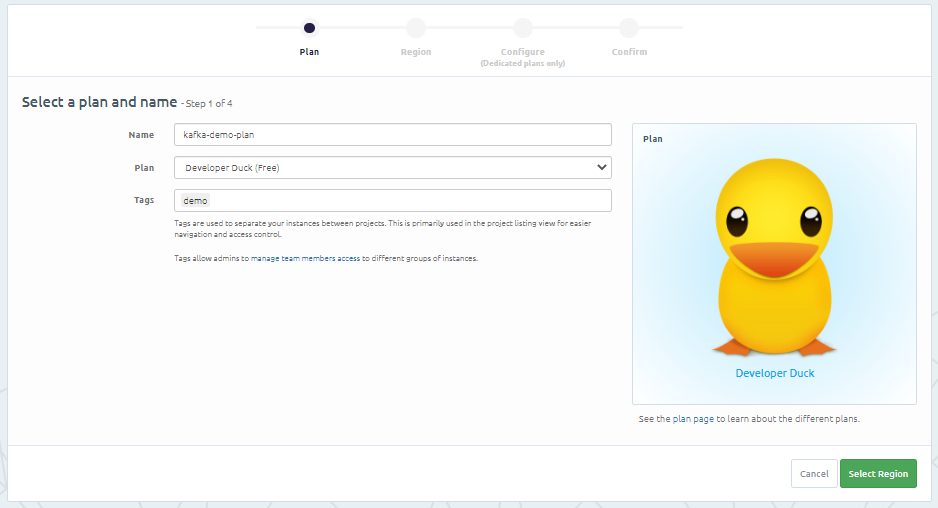 Plan
Region
Configure
Confirm
(Dedicated plans only)
Select a plan and name - Step 1 of 4
Name
kafka-demo-plan
Plan
Developer Duck (Free)
Tags
demo
Tags are used to separate your instances between projects. This is primarily used in the project listing view for easier
navigation and access control.
Tags allow admins to manage team members access to different groups of instances.
Plan
Developer Duck
See the plan page to learn about the different plans.
Cancel
Select Region